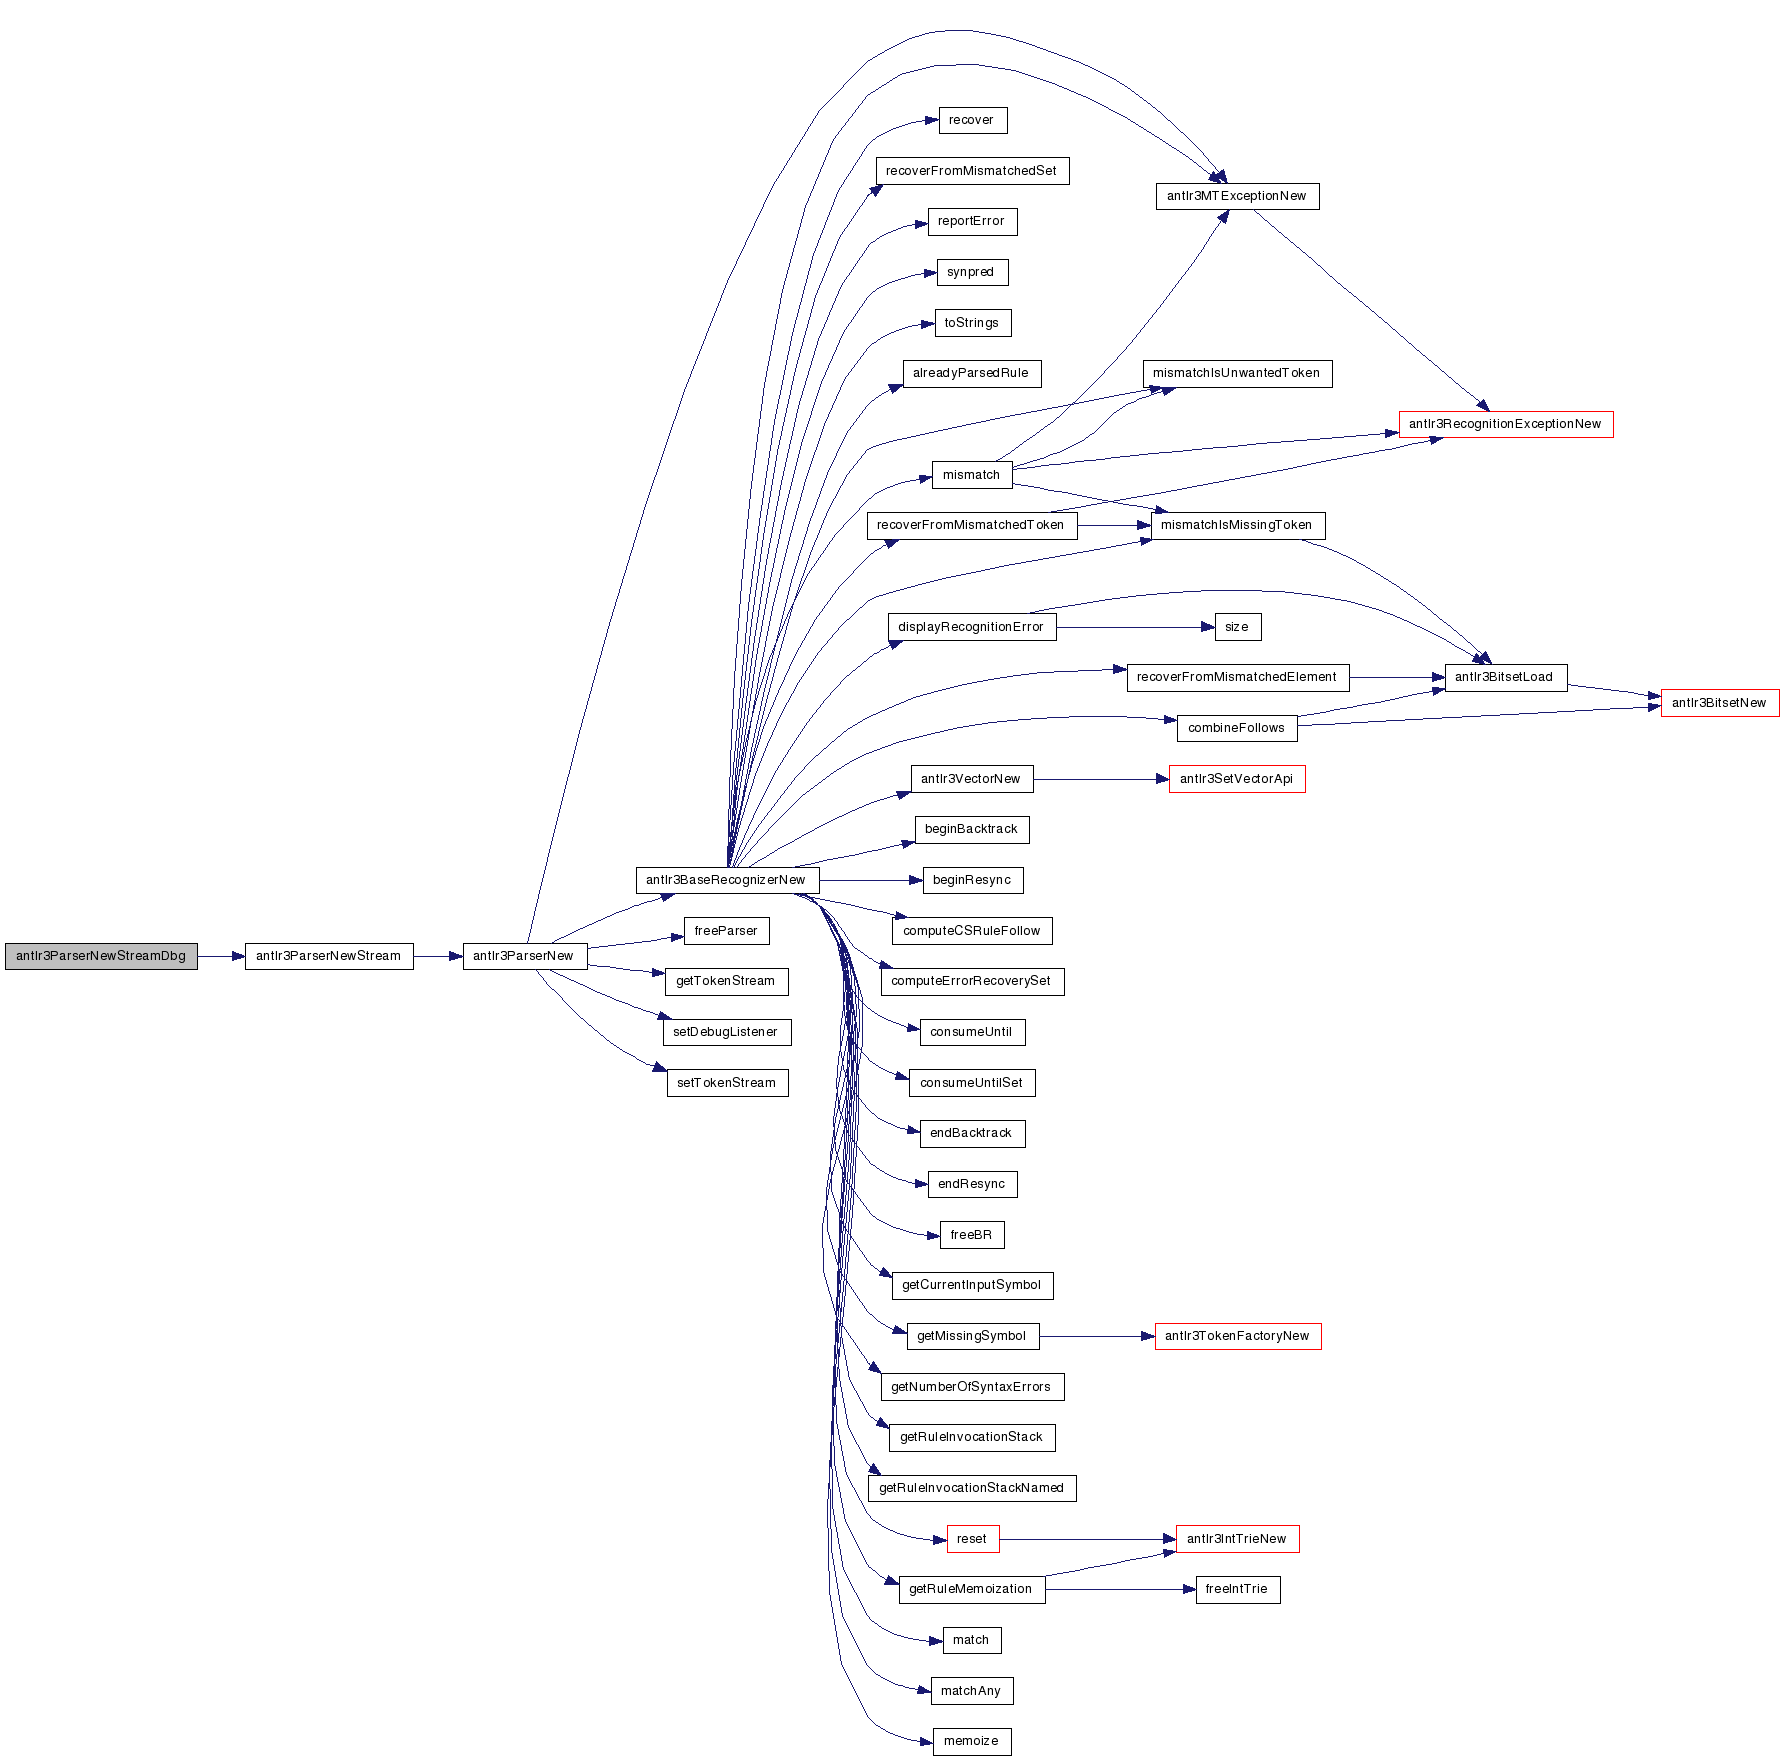 recover
recoverFromMismatchedSet
antlr3MTExceptionNew
reportError
synpred
toStrings
alreadyParsedRule
mismatchIsUnwantedToken
antlr3RecognitionExceptionNew
mismatch
recoverFromMismatchedToken
mismatchIsMissingToken
displayRecognitionError
size
recoverFromMismatchedElement
antlr3BitsetLoad
antlr3BitsetNew
combineFollows
antlr3VectorNew
antlr3SetVectorApi
beginBacktrack
antlr3BaseRecognizerNew
beginResync
freeParser
computeCSRuleFollow
antlr3ParserNewStreamDbg
antlr3ParserNewStream
antlr3ParserNew
getTokenStream
computeErrorRecoverySet
setDebugListener
consumeUntil
setTokenStream
consumeUntilSet
endBacktrack
endResync
freeBR
getCurrentInputSymbol
getMissingSymbol
antlr3TokenFactoryNew
getNumberOfSyntaxErrors
getRuleInvocationStack
getRuleInvocationStackNamed
reset
antlr3IntTrieNew
getRuleMemoization
freeIntTrie
match
matchAny
memoize